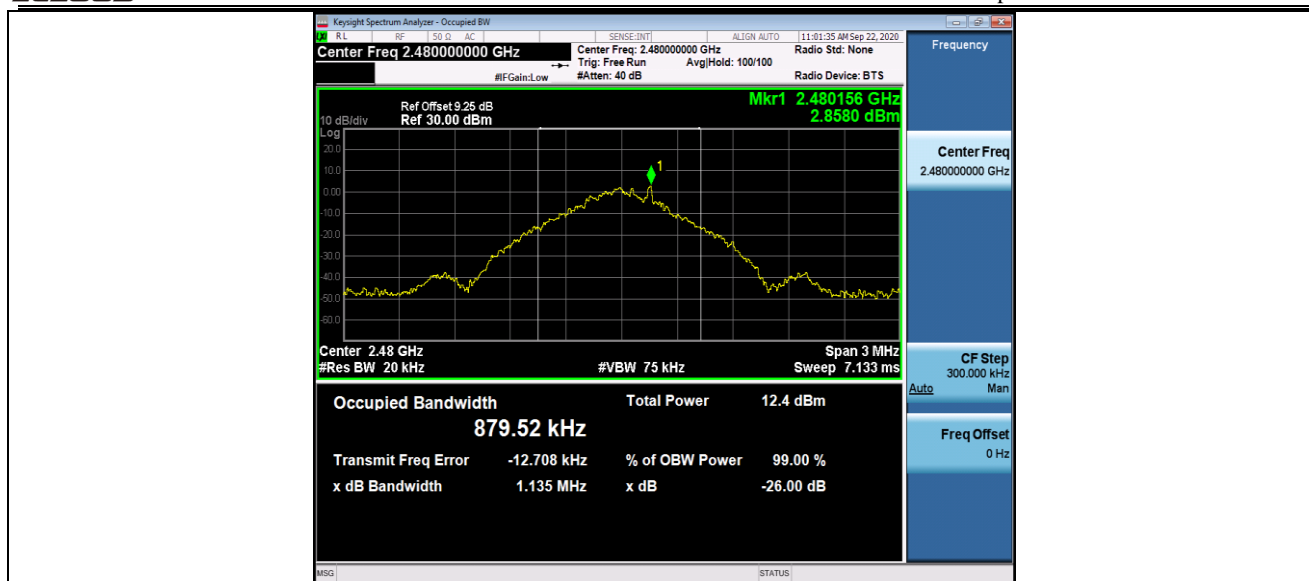 Keysight Spectrum Analyzer - Occupied BW
RL RF 50 Ω AC SENSE:INT ALIGN AUTO 11:01:35 AM Sep 22, 2020
Center Freq 2.480000000 GHz
Center Freq: 2.480000000 GHz Radio Std: None
Trig: Free Run Avg|Hold: 100/100
#IFGain:Low #Atten: 40 dB Radio Device: BTS
Frequency
Mkr1 2.480156 GHz
2.8580 dBm
Ref Offset 9.25 dB
10 dB/div Ref 30.00 dBm
Log
20.0
10.0
0.00
-10.0
-20.0
-30.0
-40.0
-50.0
-60.0
1
Center 2.48 GHz Span 3 MHz
#Res BW 20 kHz #VBW 75 kHz Sweep 7.133 ms
Center Freq
2.480000000 GHz
CF Step
300.000 kHz
Auto Man
Freq Offset
0 Hz
Occupied Bandwidth Total Power 12.4 dBm
879.52 kHz
Transmit Freq Error -12.708 kHz % of OBW Power 99.00 %
x dB Bandwidth 1.135 MHz x dB -26.00 dB
MSG STATUS